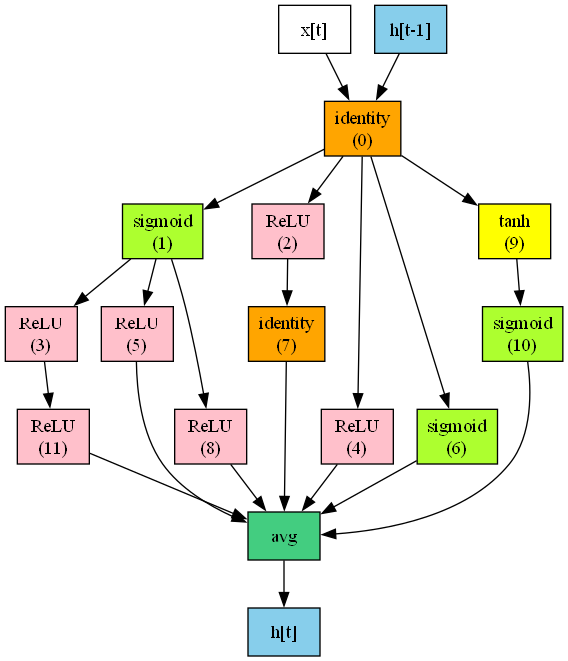 x[t]
h[t-1]
identity
(0)
sigmoid
(1)
ReLU
(2)
tanh
(9)
ReLU
(3)
ReLU
(5)
identity
(7)
sigmoid
(10)
ReLU
(11)
ReLU
(8)
ReLU
(4)
sigmoid
(6)
avg
h[t]